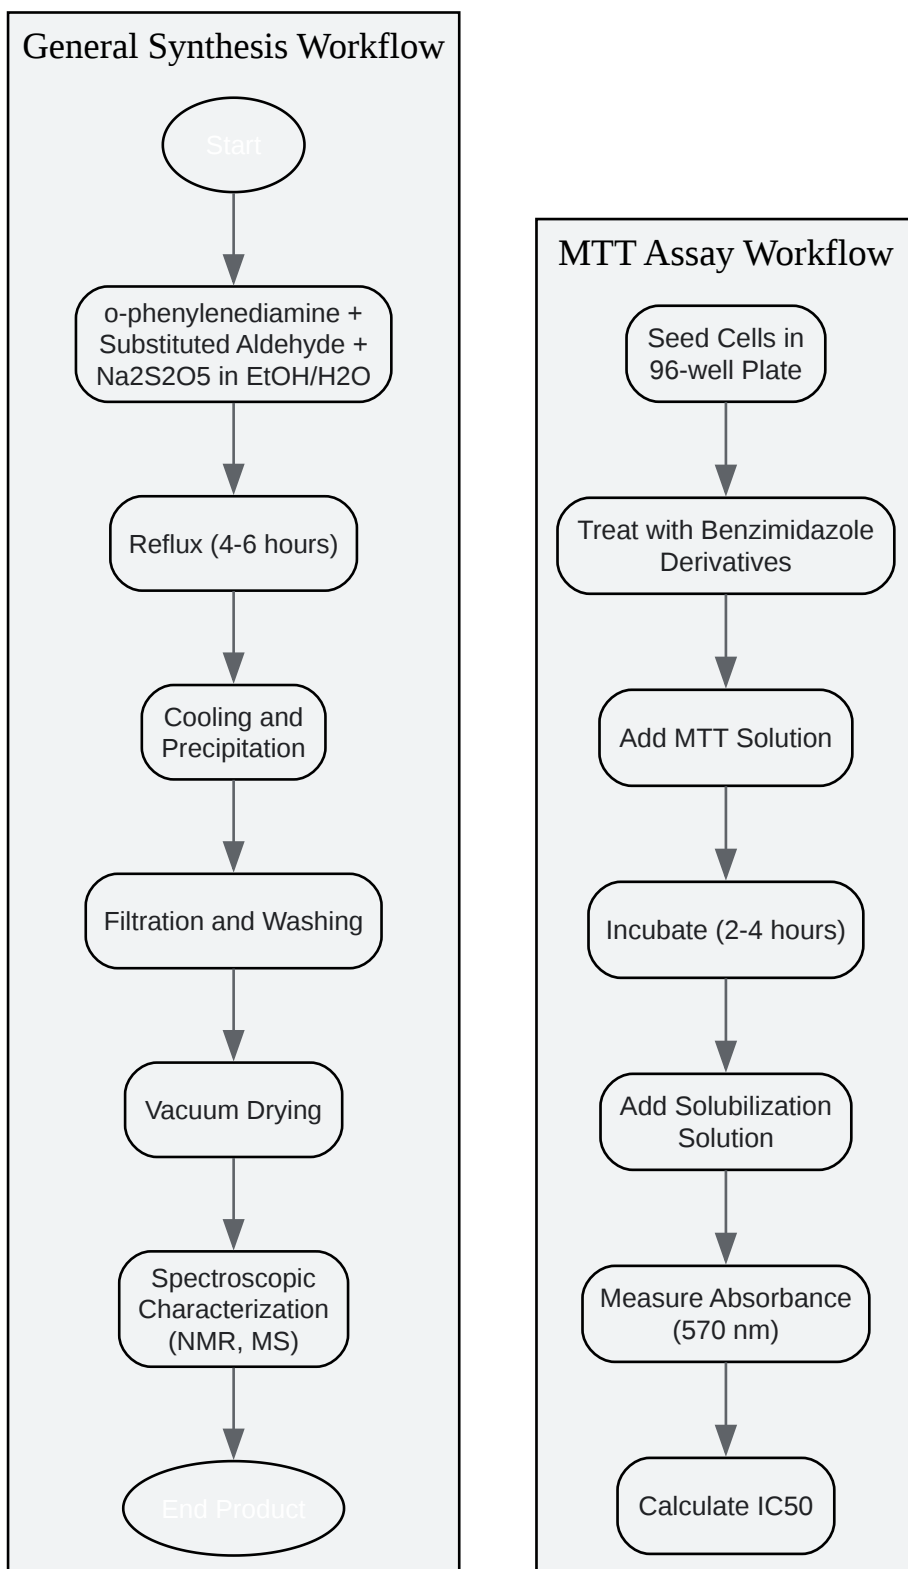 General Synthesis Workflow
Start
o-phenylenediamine +
Substituted Aldehyde +
Na2S2O5 in EtOH/H2O
Reflux (4-6 hours)
Cooling and
Precipitation
Filtration and Washing
Vacuum Drying
Spectroscopic
Characterization
(NMR, MS)
End Product
MTT Assay Workflow
Seed Cells in
96-well Plate
Treat with Benzimidazole
Derivatives
Add MTT Solution
Incubate (2-4 hours)
Add Solubilization
Solution
Measure Absorbance
(570 nm)
Calculate IC50